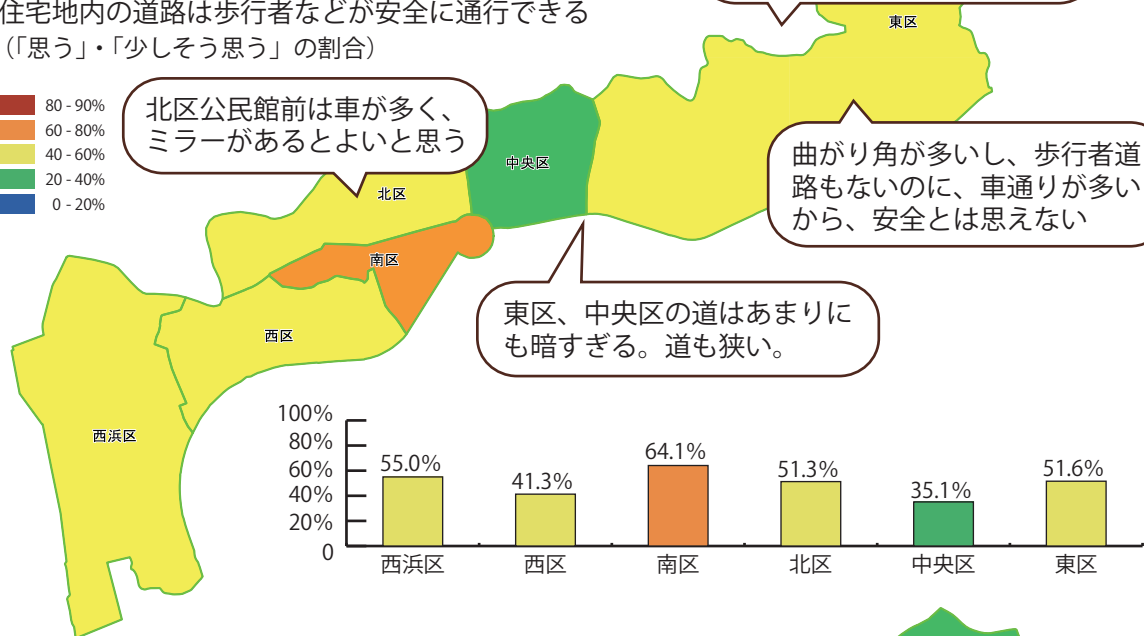 住宅地内の道路は歩行者などが安全に通行できる
（「思う」・「少しそう思う」の割合）
80 - 90%
60 - 80%
40 - 60%
20 - 40%
0 - 20%
北区公民館前は車が多く、
ミラーがあるとよいと思う
東区
中央区
北区
曲がり角が多いし、歩行者道
路もないのに、車通りが多い
から、安全とは思えない
南区
東区、中央区の道はあまりに
も暗すぎる。道も狭い。
西区
西浜区
100%
80%
60%
40%
20%
0
55.0%
41.3%
64.1%
51.3%
35.1%
51.6%
西浜区
西区
南区
北区
中央区
東区